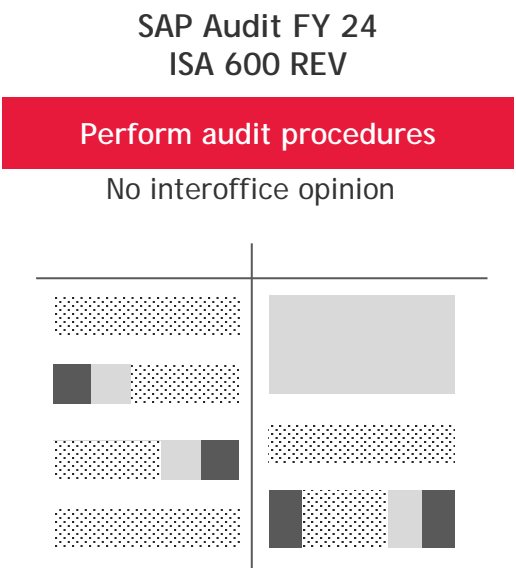 SAP Audit FY 24
ISA 600 REV
Perform audit procedures
No interoffice opinion